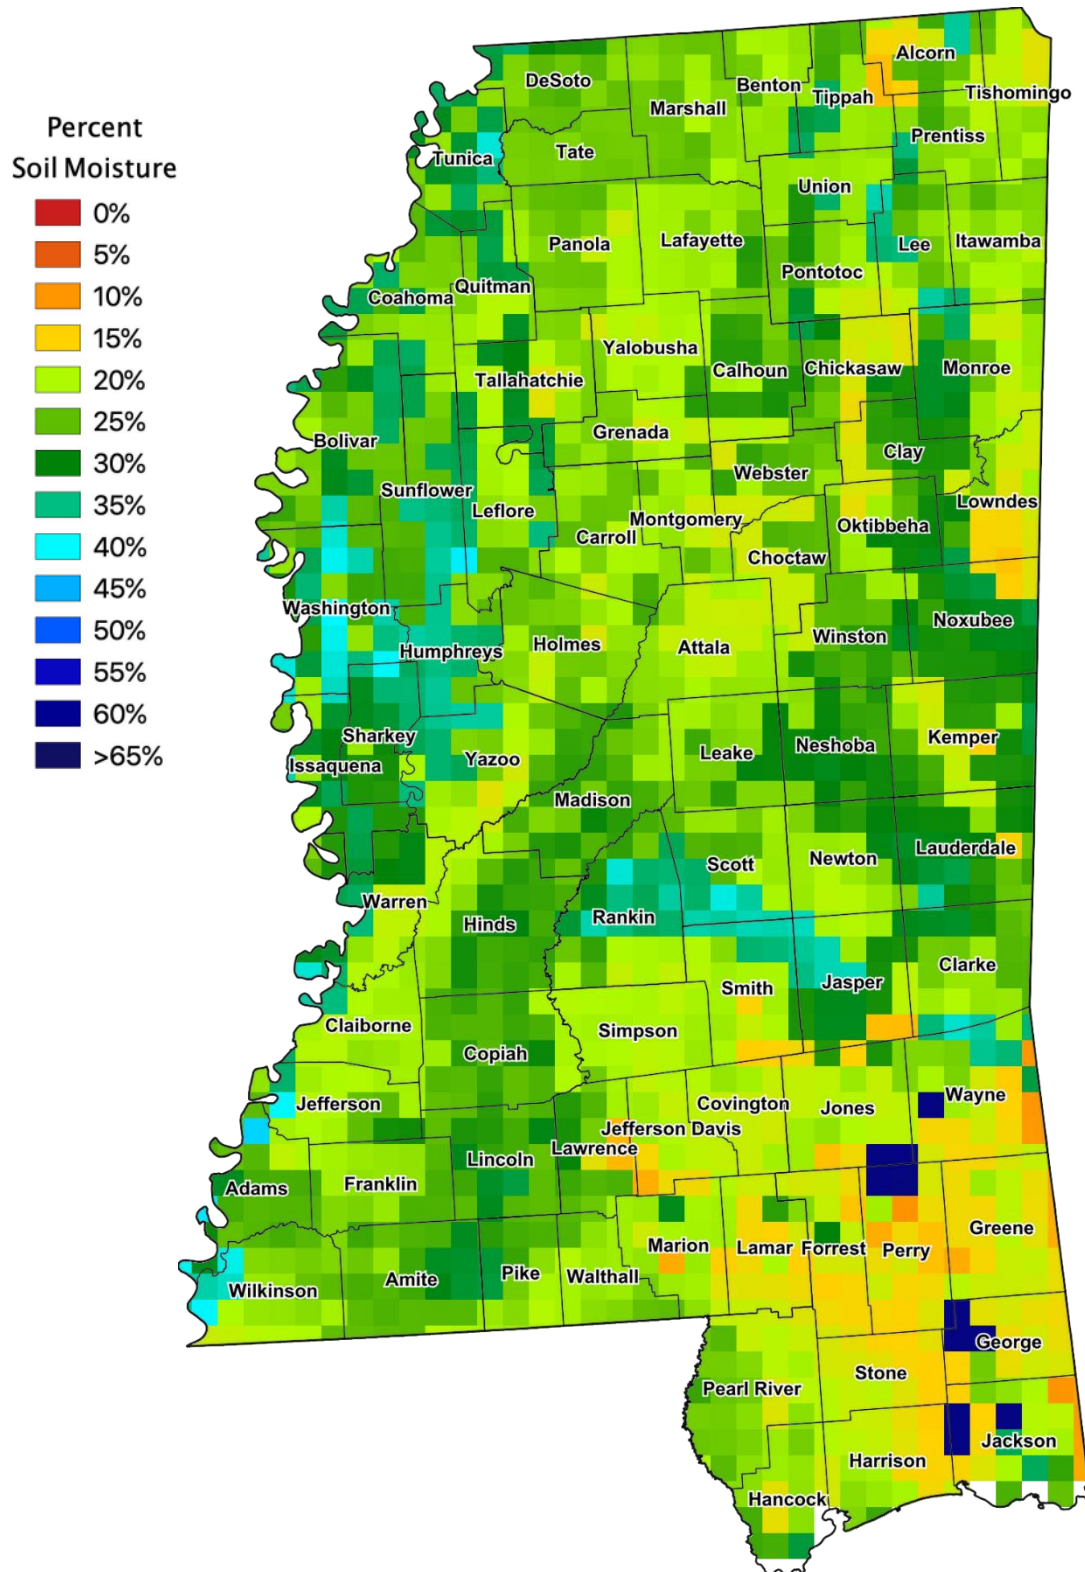 Percent
Soil Moisture
0%
5%
10%
15%
20%
25%
30%
35%
40%
45%
50%
55%
60%
>65%
Alcorn
DeSoto
Benton
Tippah
Tishomingo
Marshall
Prentiss
Tunica
Tate
Union
Panola
Lafayette
Lee
Itawamba
Pontotoc
Quitman
Coahoma
Yalobusha
Calhoun
Chickasaw
Monroe
Tallahatchie
Bolivar
Grenada
Clay
Webster
Sunflower
Leflore
Montgomery
Lowndes
Oktibbeha
Carroll
Choctaw
Washington
Noxubee
Winston
Humphreys
Holmes
Attala
Sharkey
Kemper
Neshoba
Leake
Yazoo
Issaquena
Madison
Lauderdale
Scott
Newton
Warren
Rankin
Hinds
Clarke
Smith
Jasper
Claiborne
Simpson
Copiah
Wayne
Jefferson
Covington
Jones
Jefferson Davis
Lawrence
Lincoln
Franklin
Adams
Greene
Marion
Lamar
Forrest
Perry
Pike
Walthall
Amite
Wilkinson
George
Stone
Pearl River
Jackson
Harrison
Hancock